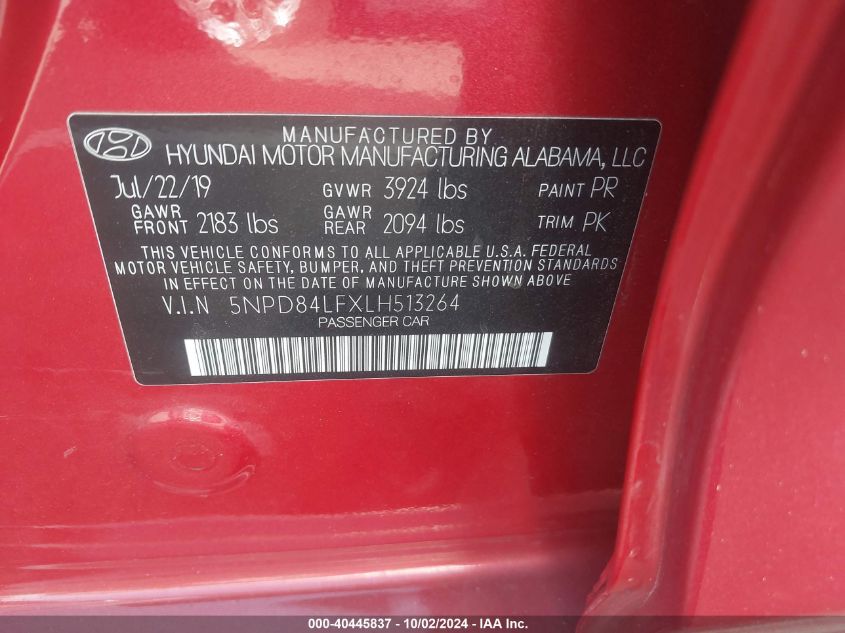 MANUFACTURED BY
HYUNDAI MOTOR MANUFACTURING ALABAMA, LLC
Jul/22/19 GVWR 3924 lbs PAINT PR
GAWR FRONT 2183 lbs GAWR REAR 2094 lbs TRIM PK
THIS VEHICLE CONFORMS TO ALL APPLICABLE U.S.A. FEDERAL
MOTOR VEHICLE SAFETY, BUMPER, AND THEFT PREVENTION STANDARDS
IN EFFECT ON THE DATE OF MANUFACTURE SHOWN ABOVE
V.I.N 5NPD84LFXLH513264
PASSENGER CAR
000-40445837 - 10/02/2024 - Copyright © 2024 IAA, Inc.